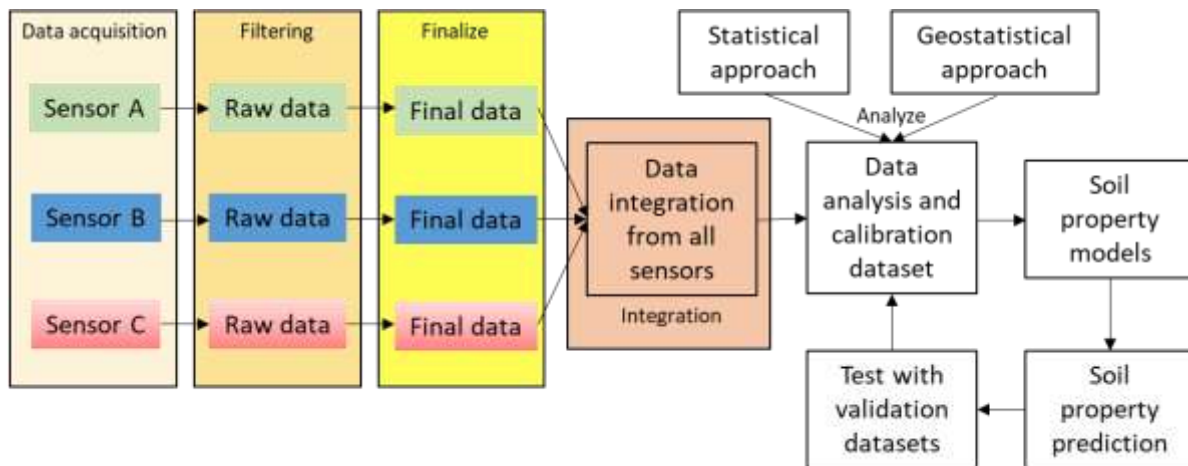 Data acquisition
Sensor A
Sensor B
Sensor C
Filtering
Raw data
Raw data
Raw data
Finalize
Final data
Final data
Final data
Data
integration
from all
sensors
Integration
Statistical
approach
Geostatistical
approach
Analyze
Data
analysis and
calibration
dataset
Soil
property
models
Soil
property
prediction
Test with
validation
datasets